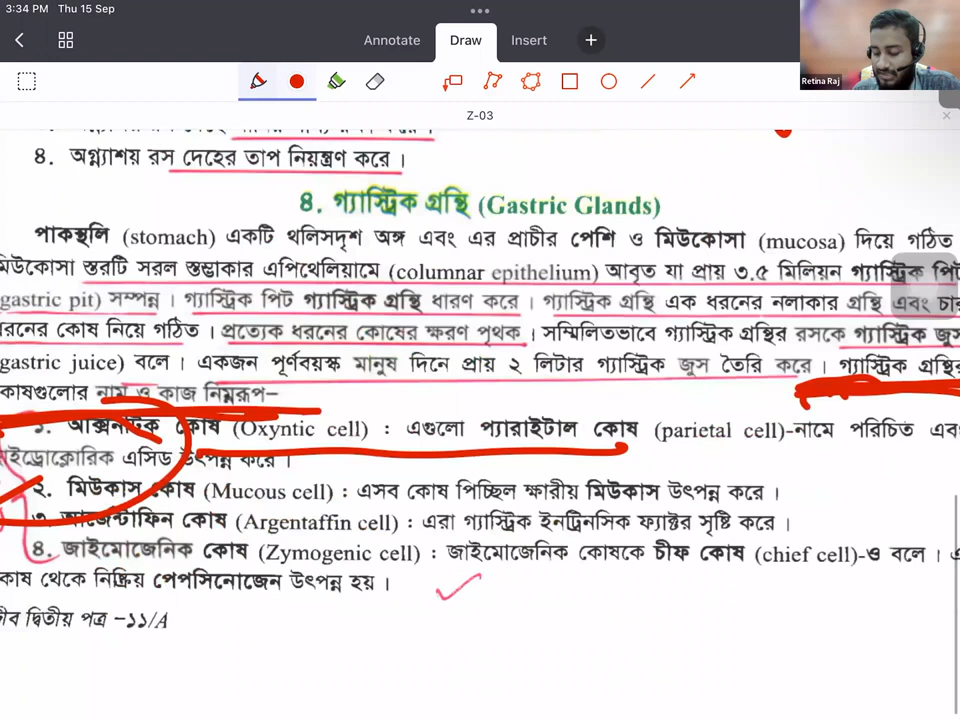 3:34 PM Thu 15 Sep
Annotate Draw Insert
Retina Raj
Z-03
৪. অগ্ন্যাশয় রস দেহের তাপ নিয়ন্ত্রণ করে।
৪. গ্যাস্ট্রিক গ্রন্থি (Gastric Glands)
পাকস্থলি (stomach) একটি থলিসদৃশ অঙ্গ এবং এর প্রাচীর পেশি ও মিউকোসা (mucosa) দিয়ে গঠিত
মিউকোসা স্তরটি সরল স্তম্ভাকার এপিথেলিয়ামে (columnar epithelium) আবৃত যা প্রায় ৩.৫ মিলিয়ন গ্যাস্ট্রিক পিট
gastric pit) সম্পন্ন। গ্যাস্ট্রিক পিট গ্যাস্ট্রিক গ্রন্থি ধারণ করে। গ্যাস্ট্রিক গ্রন্থি এক ধরনের নলাকার গ্রন্থি এবং চার
ধরনের কোষ নিয়ে গঠিত। প্রত্যেক ধরনের কোষের ক্ষরণ পৃথক। সম্মিলিতভাবে গ্যাস্ট্রিক গ্রন্থির রসকে গ্যাস্ট্রিক জুস
gastric juice) বলে। একজন পূর্ণবয়স্ক মানুষ দিনে প্রায় ২ লিটার গ্যাস্ট্রিক জুস তৈরি করে। গ্যাস্ট্রিক গ্রন্থির
কোষগুলোর নাম ও কাজ নিম্নরূপ–
১. অক্সিনটিক কোষ (Oxyntic cell) : এগুলো প্যারাইটাল কোষ (parietal cell)-নামে পরিচিত এবং
হাইড্রোক্লোরিক এসিড উৎপন্ন করে।
২. মিউকাস কোষ (Mucous cell) : এসব কোষ পিচ্ছিল ক্ষারীয় মিউকাস উৎপন্ন করে।
৩. আর্জেন্টাফিন কোষ (Argentaffin cell) : এরা গ্যাস্ট্রিক ইনট্রিনসিক ফ্যাক্টর সৃষ্টি করে।
৪. জাইমোজেনিক কোষ (Zymogenic cell) : জাইমোজেনিক কোষকে চীফ কোষ (chief cell)-ও বলে।
কোষ থেকে নিষ্ক্রিয় পেপসিনোজেন উৎপন্ন হয়।
জীব দ্বিতীয় পত্র –১১/A